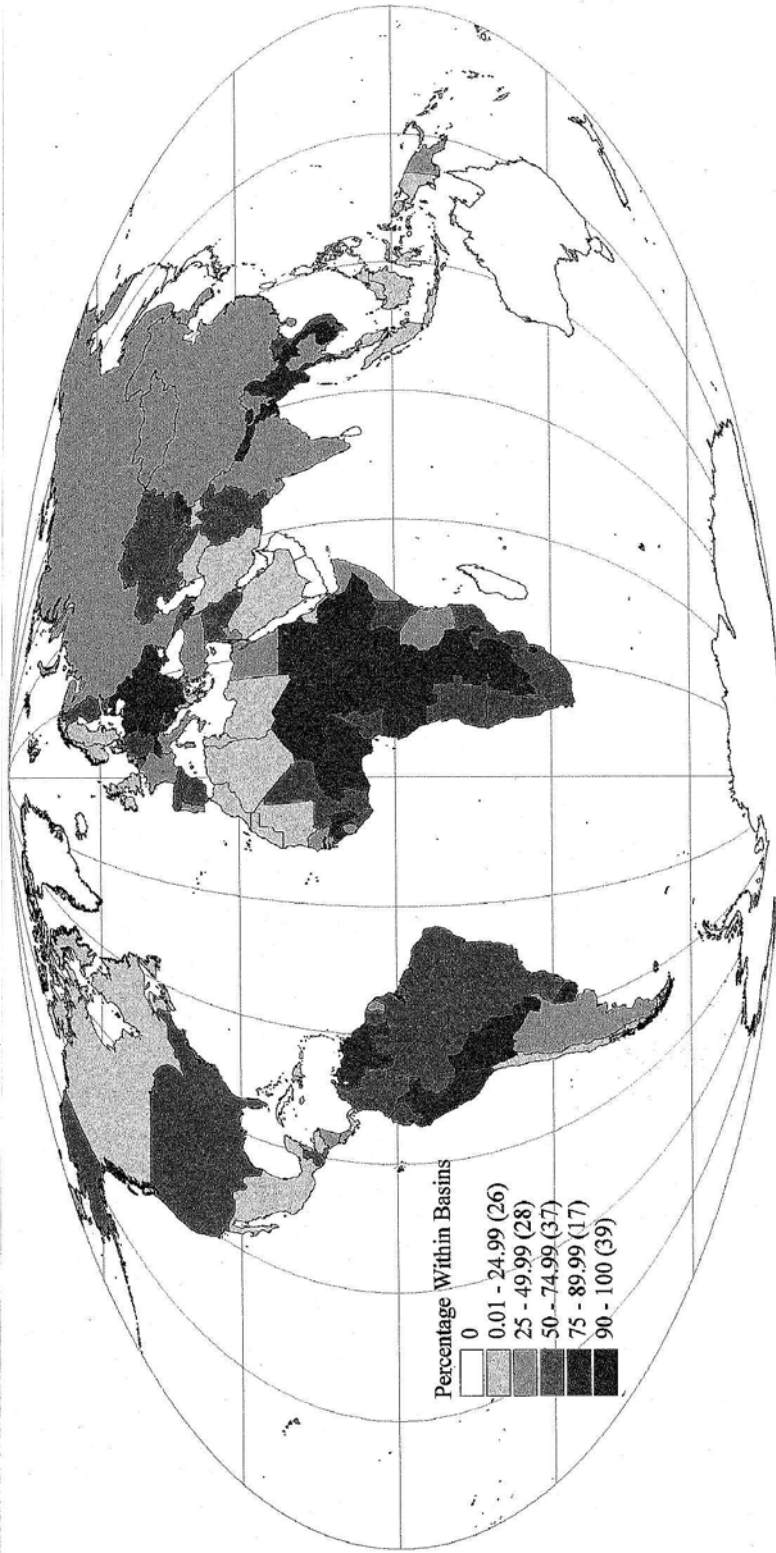 Percentage Within Basins
0
0.01 - 24.99 (26)
25 - 49.99 (28)
50 - 74.99 (37)
75 - 89.99 (17)
90 - 100 (39)